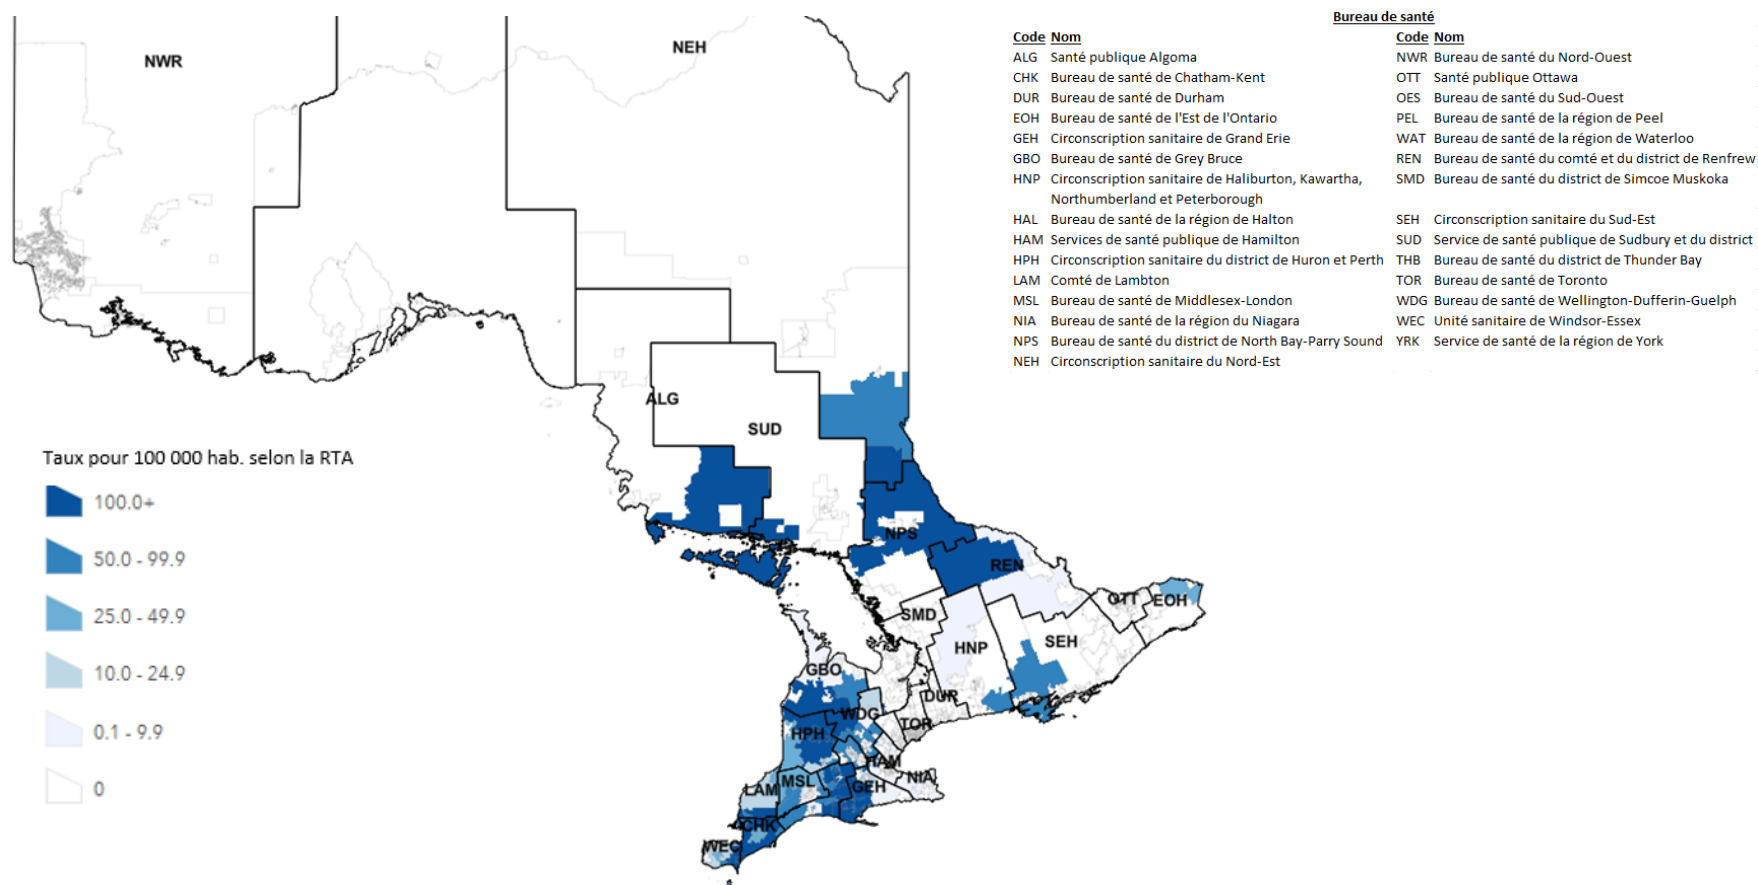 NWR
NEH
ALG
SUD
NPS
REN
SMD
OTT
EOH
SEH
HNP
GBO
DUR
WDG
TOR
HPH
HAM
MSL
NIA
LAM
GEH
CHK
WEC
Taux pour 100 000 hab. selon la RTA
100.0+
50.0 - 99.9
25.0 - 49.9
10.0 - 24.9
0.1 - 9.9
0
Bureau de santé
Code Nom
ALG Santé publique Algoma
CHK Bureau de santé de Chatham-Kent
DUR Bureau de santé de Durham
EOH Bureau de santé de l'Est de l'Ontario
GEH Circonscription sanitaire de Grand Erie
GBO Bureau de santé de Grey Bruce
HNP Circonscription sanitaire de Haliburton, Kawartha,
Northumberland et Peterborough
HAL Bureau de santé de la région de Halton
HAM Services de santé publique de Hamilton
HPH Circonscription sanitaire du district de Huron et Perth
LAM Comté de Lambton
MSL Bureau de santé de Middlesex-London
NIA Bureau de santé de la région du Niagara
NPS Bureau de santé du district de North Bay-Parry Sound
NEH Circonscription sanitaire du Nord-Est
Code Nom
NWR Bureau de santé du Nord-Ouest
OTT Santé publique Ottawa
OES Bureau de santé du Sud-Ouest
PEL Bureau de santé de la région de Peel
WAT Bureau de santé de la région de Waterloo
REN Bureau de santé du comté et du district de Renfrew
SMD Bureau de santé du district de Simcoe Muskoka
SEH Circonscription sanitaire du Sud-Est
SUD Service de santé publique de Sudbury et du district
THB Bureau de santé du district de Thunder Bay
TOR Bureau de santé de Toronto
WDG Bureau de santé de Wellington-Dufferin-Guelph
WEC Unité sanitaire de Windsor-Essex
YRK Service de santé de la région de York